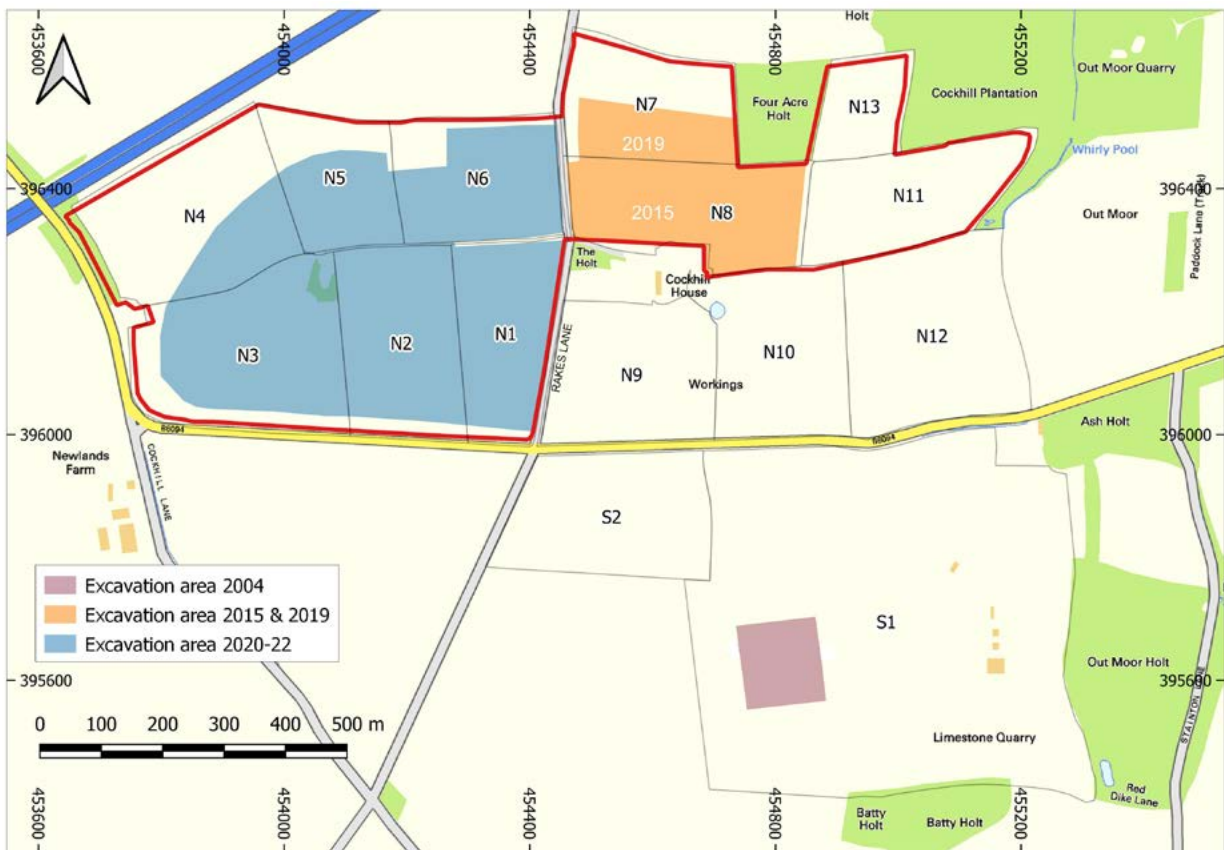 453600
454000
454400
454800
455200
Holt
Out Moor Quarry
N7
Four Acre
Holt
N13
Cockhill Plantation
2019
Whirly Pool
396400
N5
N6
396400
N4
N11
2015
N8
Out Moor
Paddock Lane (Track)
The
Holt
Cockhill
House
N3
N2
N1
RAKES LANE
N9
N10
N12
Workings
B6094
B6094
396000
396000
Ash Holt
Newlands
Farm
COCKHILL LANE
S2
Excavation area 2004
Excavation area 2015 & 2019
Excavation area 2020-22
S1
Out Moor Holt
395600
395600
STAINTON LANE
0 100 200 300 400 500 m
Limestone Quarry
Red
Dike Lane
Batty
Holt
Batty Holt
453600
454000
454400
454800
455200